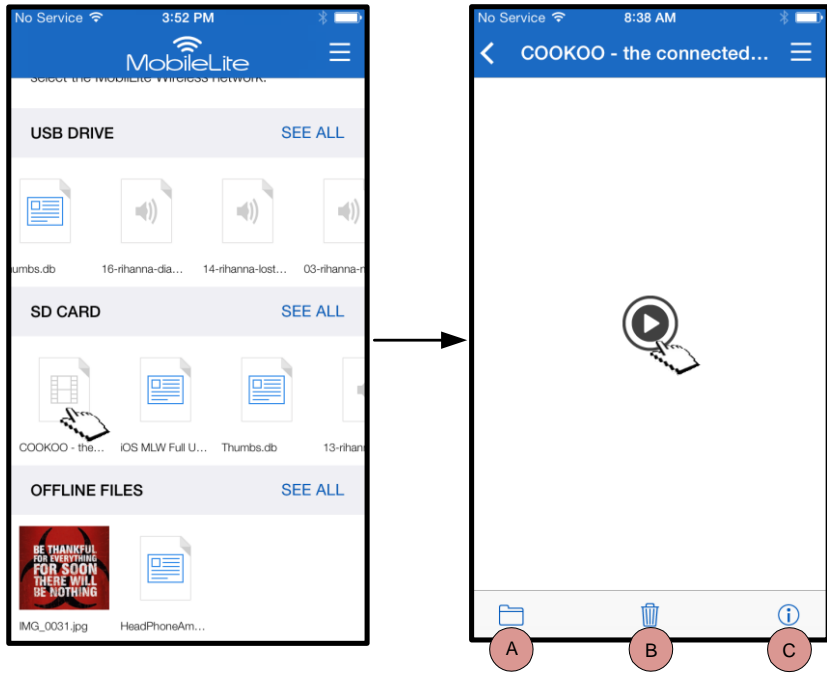 No Service 3:52 PM
MobileLite
select the MobileLite Wireless network.
USB DRIVE SEE ALL
umbs.db 16-rihanna-dia... 14-rihanna-lost... 03-rihanna-r
SD CARD SEE ALL
COOKOO - the... iOS MLW Full U... Thumbs.db 13-rihan
OFFLINE FILES SEE ALL
BE THANKFUL
FOR EVERYTHING
FOR SOON
THERE WILL
BE NOTHING
IMG_0031.jpg HeadPhoneAm...
No Service 8:38 AM
COOKOO - the connected...
A B C